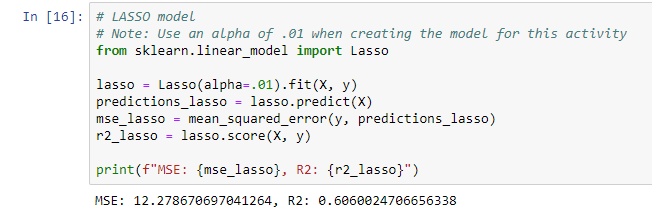 In [16]: # LASSO model
# Note: Use an alpha of .01 when creating the model for this activity
from sklearn.linear_model import Lasso
lasso = Lasso(alpha=.01).fit(X, y)
predictions_lasso = lasso.predict(X)
mse_lasso = mean_squared_error(y, predictions_lasso)
r2_lasso = lasso.score(X, y)
print(f"MSE: {mse_lasso}, R2: {r2_lasso}")
MSE: 12.278670697041264, R2: 0.6060024706656338